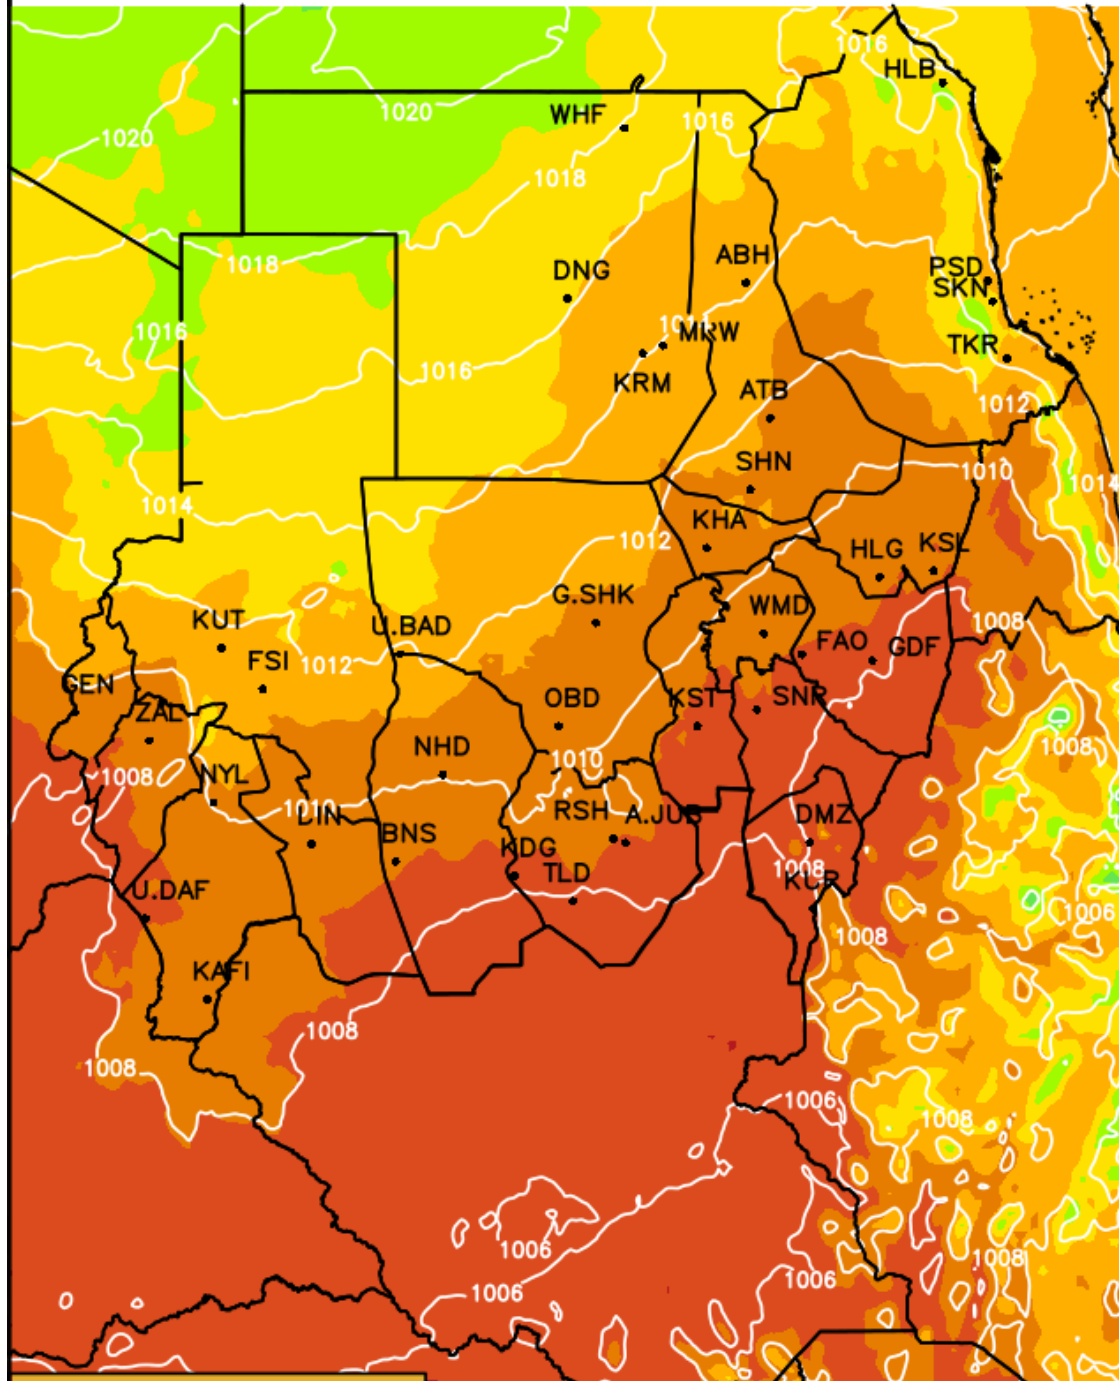 1016
HLB
1020
WHF
1016
1020
1018
ABH
1018
DNG
PSD
SKN
1016
MRW
TKR
1016
KRM
ATB
1012
SHN
1010
1014
1014
KHA
1012
HLG
KSL
G.SHK
WMD
1008
KUT
U.BAD
FAO
GDF
FSI
1012
GEN
OBD
KST
SNR
ZAL
NHD
1010
1008
1008
NYL
1010
DIN
BNS
RSH
A.JUB
DMZ
KDG
TLD
1008
KUR
U.DAF
1006
1008
KAFI
1008
1008
1006
1008
1006
1008
1006
1006